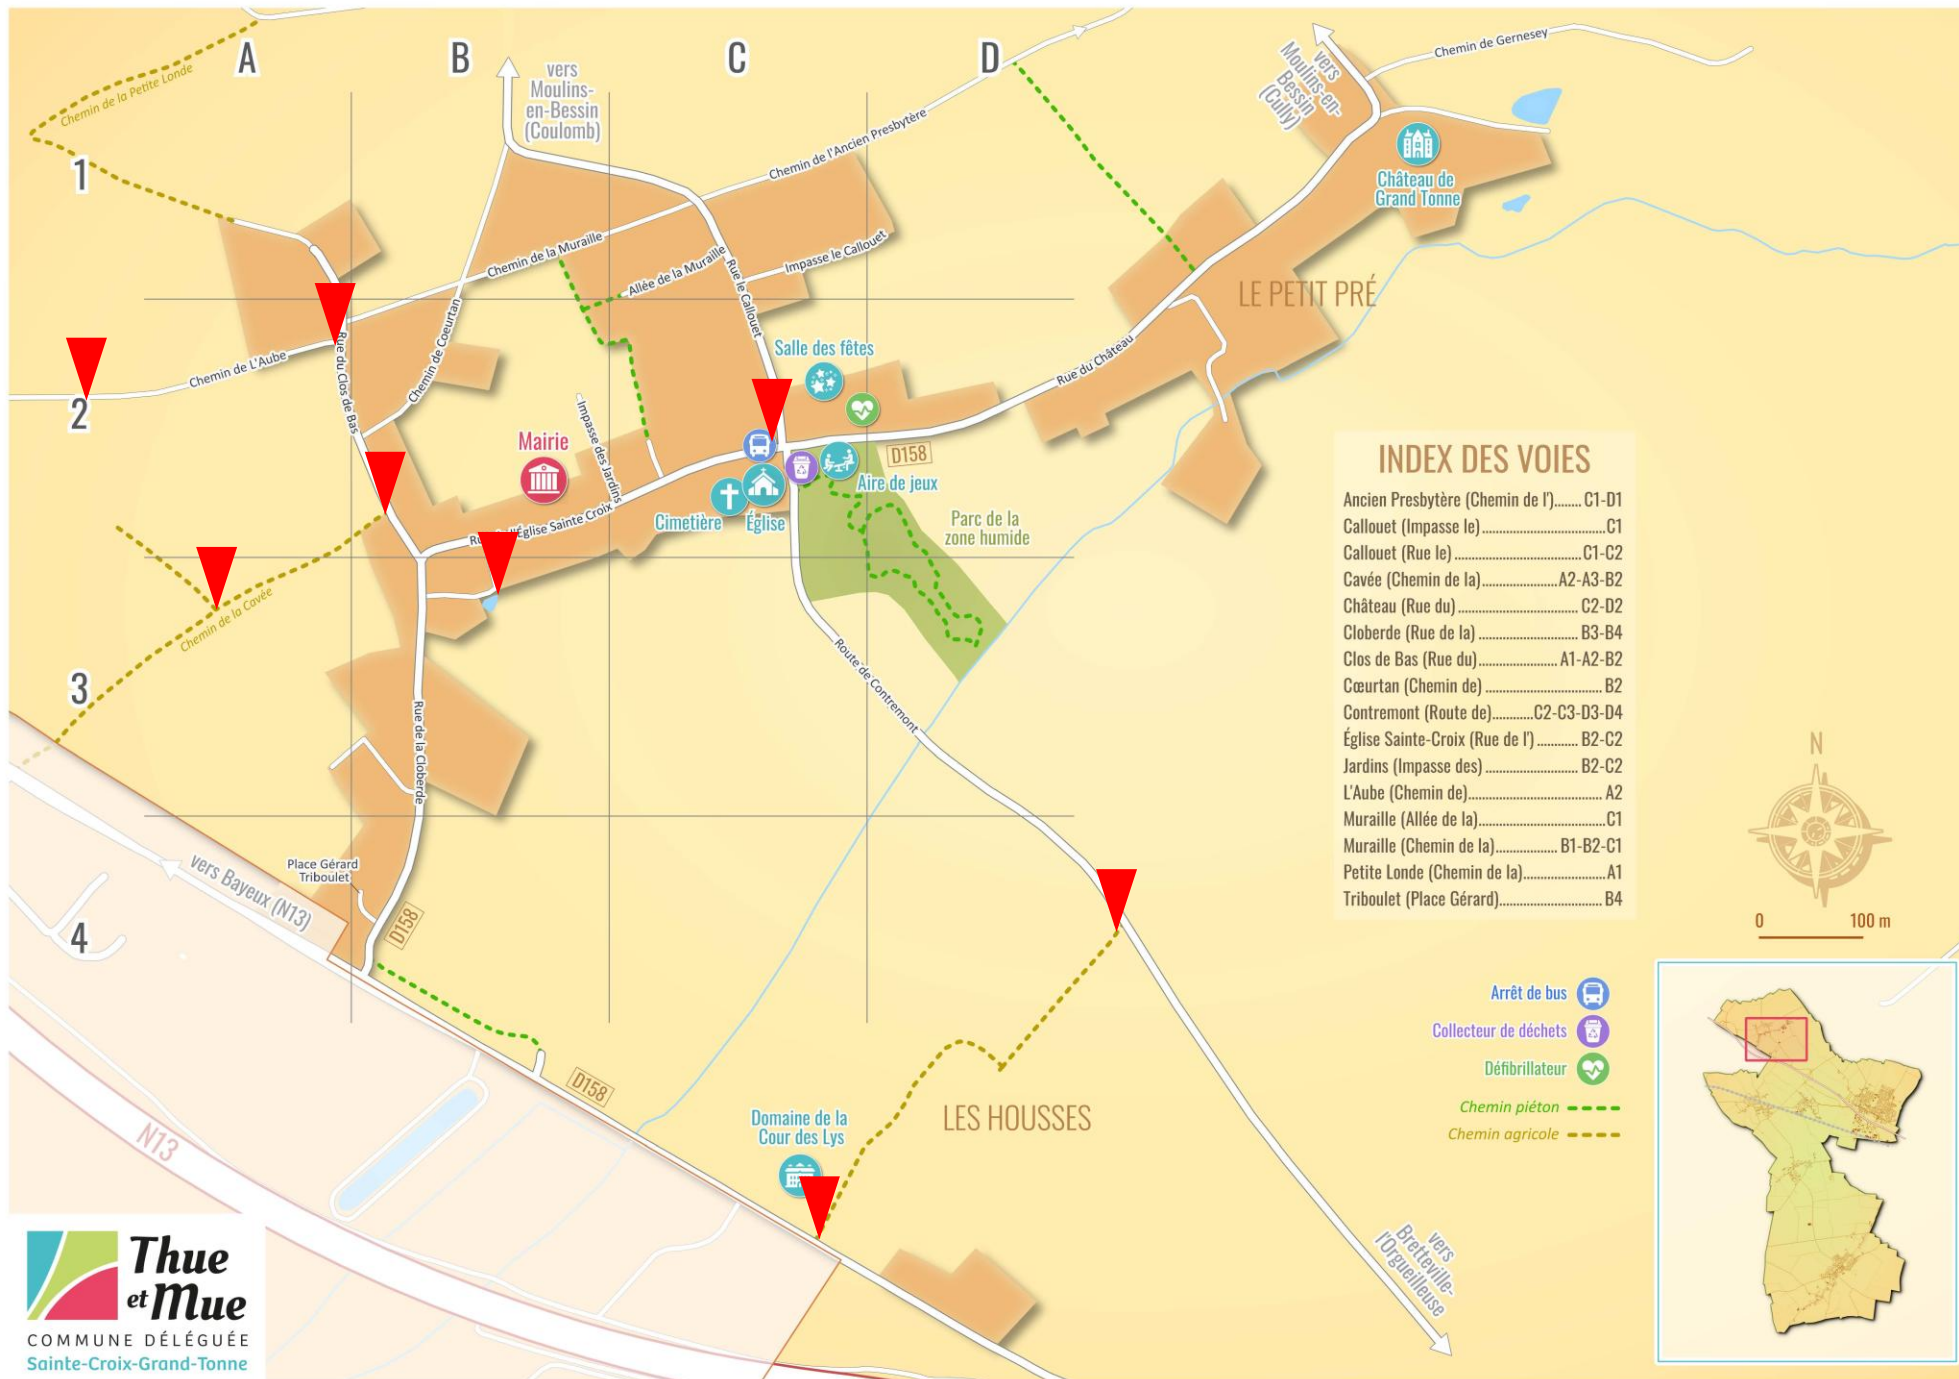 A
B
C
D
1
2
3
4
Chemin de la Petite Londe
vers
Moulins-
en-Bessin
(Coulomb)
Chemin de l'Ancien Presbytère
vers
Moulins-en-
Bessin
(Cully)
Chemin de Gernesey
Château de
Grand Tonne
Chemin de la Muraille
Allée de la Muraille
Impasse le Callouet
Rue le Callouet
LE PETIT PRÉ
Chemin de L'Aube
Rue du Clos de Bas
Chemin de Coeurtan
Salle des fêtes
Rue du Château
Mairie
Impasse des Jardins
D158
Aire de jeux
Église Sainte Croix
Cimetière
Église
Parc de la
zone humide
Chemin de la Cavée
Route de Contremont
Rue de la Cloberde
Place Gérard
Triboulet
vers Bayeux (N13)
D158
D158
N13
Domaine de la
Cour des Lys
LES HOUSSES
vers
Bretteville-
l'Orgueilleuse
INDEX DES VOIES
Ancien Presbytère (Chemin de l')....... C1-D1
Callouet (Impasse le)...............................C1
Callouet (Rue le)................................C1-C2
Cavée (Chemin de la).....................A2-A3-B2
Château (Rue du)............................... C2-D2
Cloberde (Rue de la)........................... B3-B4
Clos de Bas (Rue du)...................... A1-A2-B2
Cœurtan (Chemin de)................................. B2
Contremont (Route de)............C2-C3-D3-D4
Église Sainte-Croix (Rue de l')............ B2-C2
Jardins (Impasse des)......................... B2-C2
L'Aube (Chemin de)................................... A2
Muraille (Allée de la).................................C1
Muraille (Chemin de la).................. B1-B2-C1
Petite Londe (Chemin de la).......................A1
Triboulet (Place Gérard)............................ B4
N
0 100 m
Arrêt de bus
Collecteur de déchets
Défibrillateur
Chemin piéton
Chemin agricole
Thue
et Mue
COMMUNE DÉLÉGUÉE
Sainte-Croix-Grand-Tonne